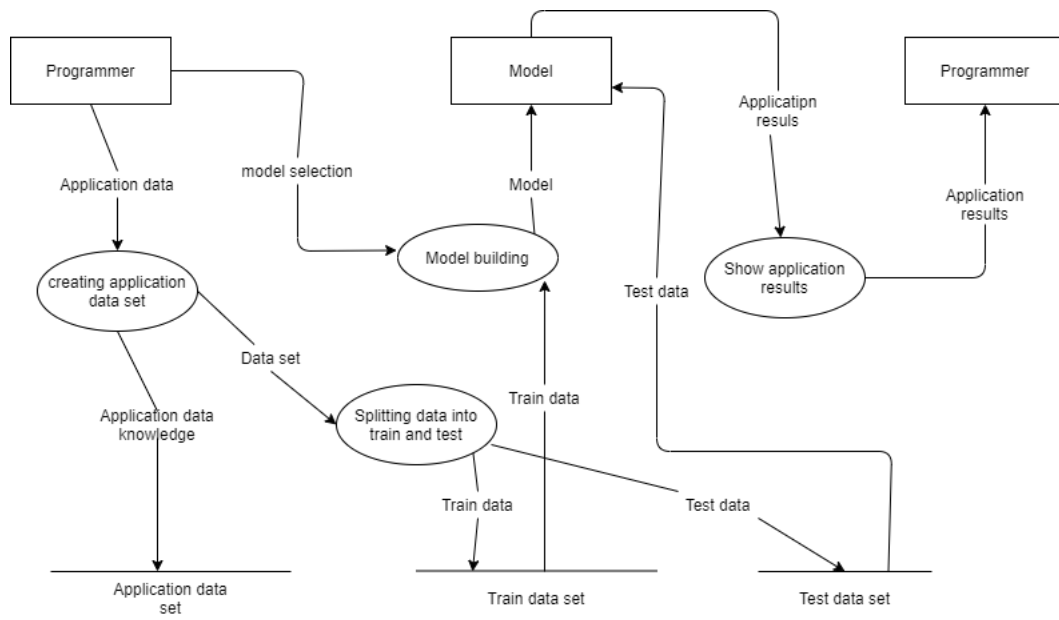 Programmer
Model
Programmer
Applicatipn
resuls
Application data
model selection
Model
Application
results
creating application
data set
Model building
Show application
results
Test data
Data set
Application data
knowledge
Splitting data into
train and test
Train data
Train data
Test data
Application data
set
Train data set
Test data set